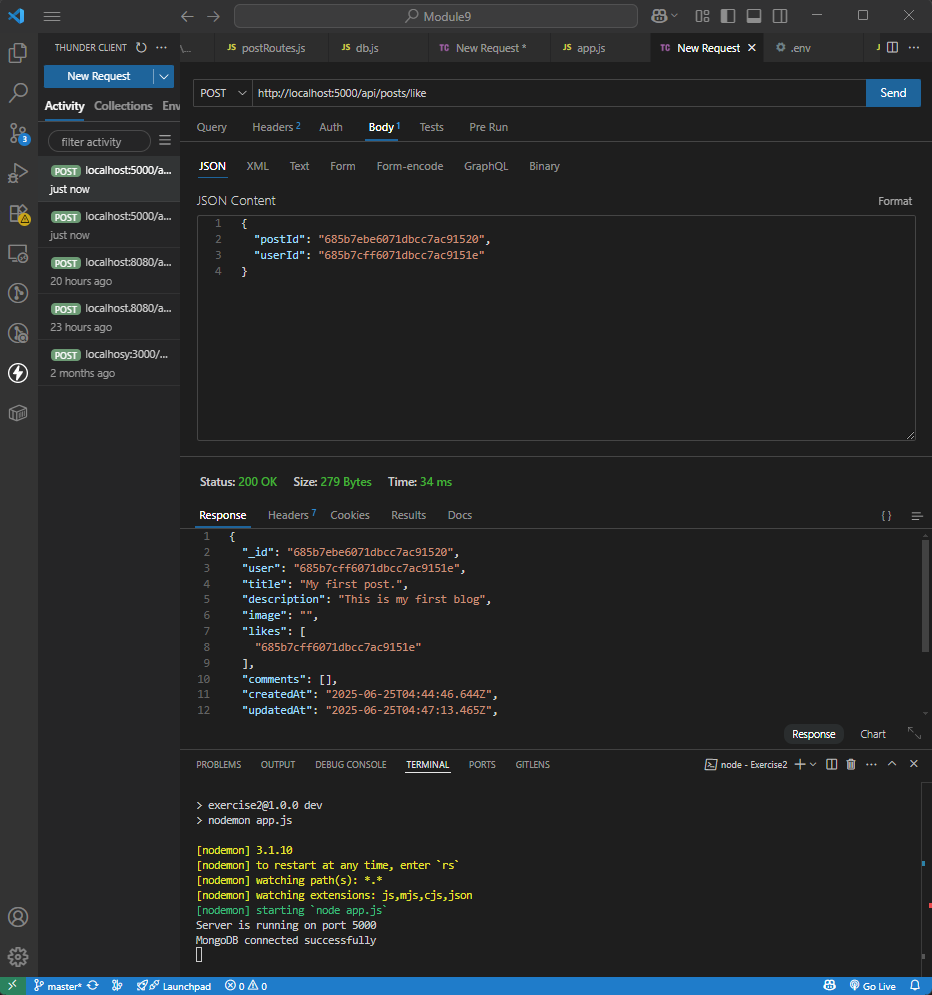 Module9
THUNDER CLIENT
New Request
Activity Collections Env
filter activity
POST localhost:5000/a...
just now
POST localhost:5000/a...
just now
POST localhost:8080/a...
20 hours ago
POST localhost.8080/a...
23 hours ago
POST localhosy:3000/...
2 months ago
\... JS postRoutes.js JS db.js TC New Request * JS app.js TC New Request .env J
POST http://localhost:5000/api/posts/like Send
Query Headers 2 Auth Body 1 Tests Pre Run
JSON XML Text Form Form-encode GraphQL Binary
JSON Content Format
1 {
2 "postId": "685b7ebe6071dbcc7ac91520",
3 "userId": "685b7cff6071dbcc7ac9151e"
4 }
Status: 200 OK Size: 279 Bytes Time: 34 ms
Response Headers 7 Cookies Results Docs { }
1 {
2 "_id": "685b7ebe6071dbcc7ac91520",
3 "user": "685b7cff6071dbcc7ac9151e",
4 "title": "My first post.",
5 "description": "This is my first blog",
6 "image": "",
7 "likes": [
8 "685b7cff6071dbcc7ac9151e"
9 ],
10 "comments": [],
11 "createdAt": "2025-06-25T04:44:46.644Z",
12 "updatedAt": "2025-06-25T04:47:13.465Z",
Response Chart
PROBLEMS OUTPUT DEBUG CONSOLE TERMINAL PORTS GITLENS node - Exercise2
> exercise2@1.0.0 dev
> nodemon app.js
[nodemon] 3.1.10
[nodemon] to restart at any time, enter `rs`
[nodemon] watching path(s): *.*
[nodemon] watching extensions: js,mjs,cjs,json
[nodemon] starting `node app.js`
Server is running on port 5000
MongoDB connected successfully
3
master* Launchpad 0 0 Go Live